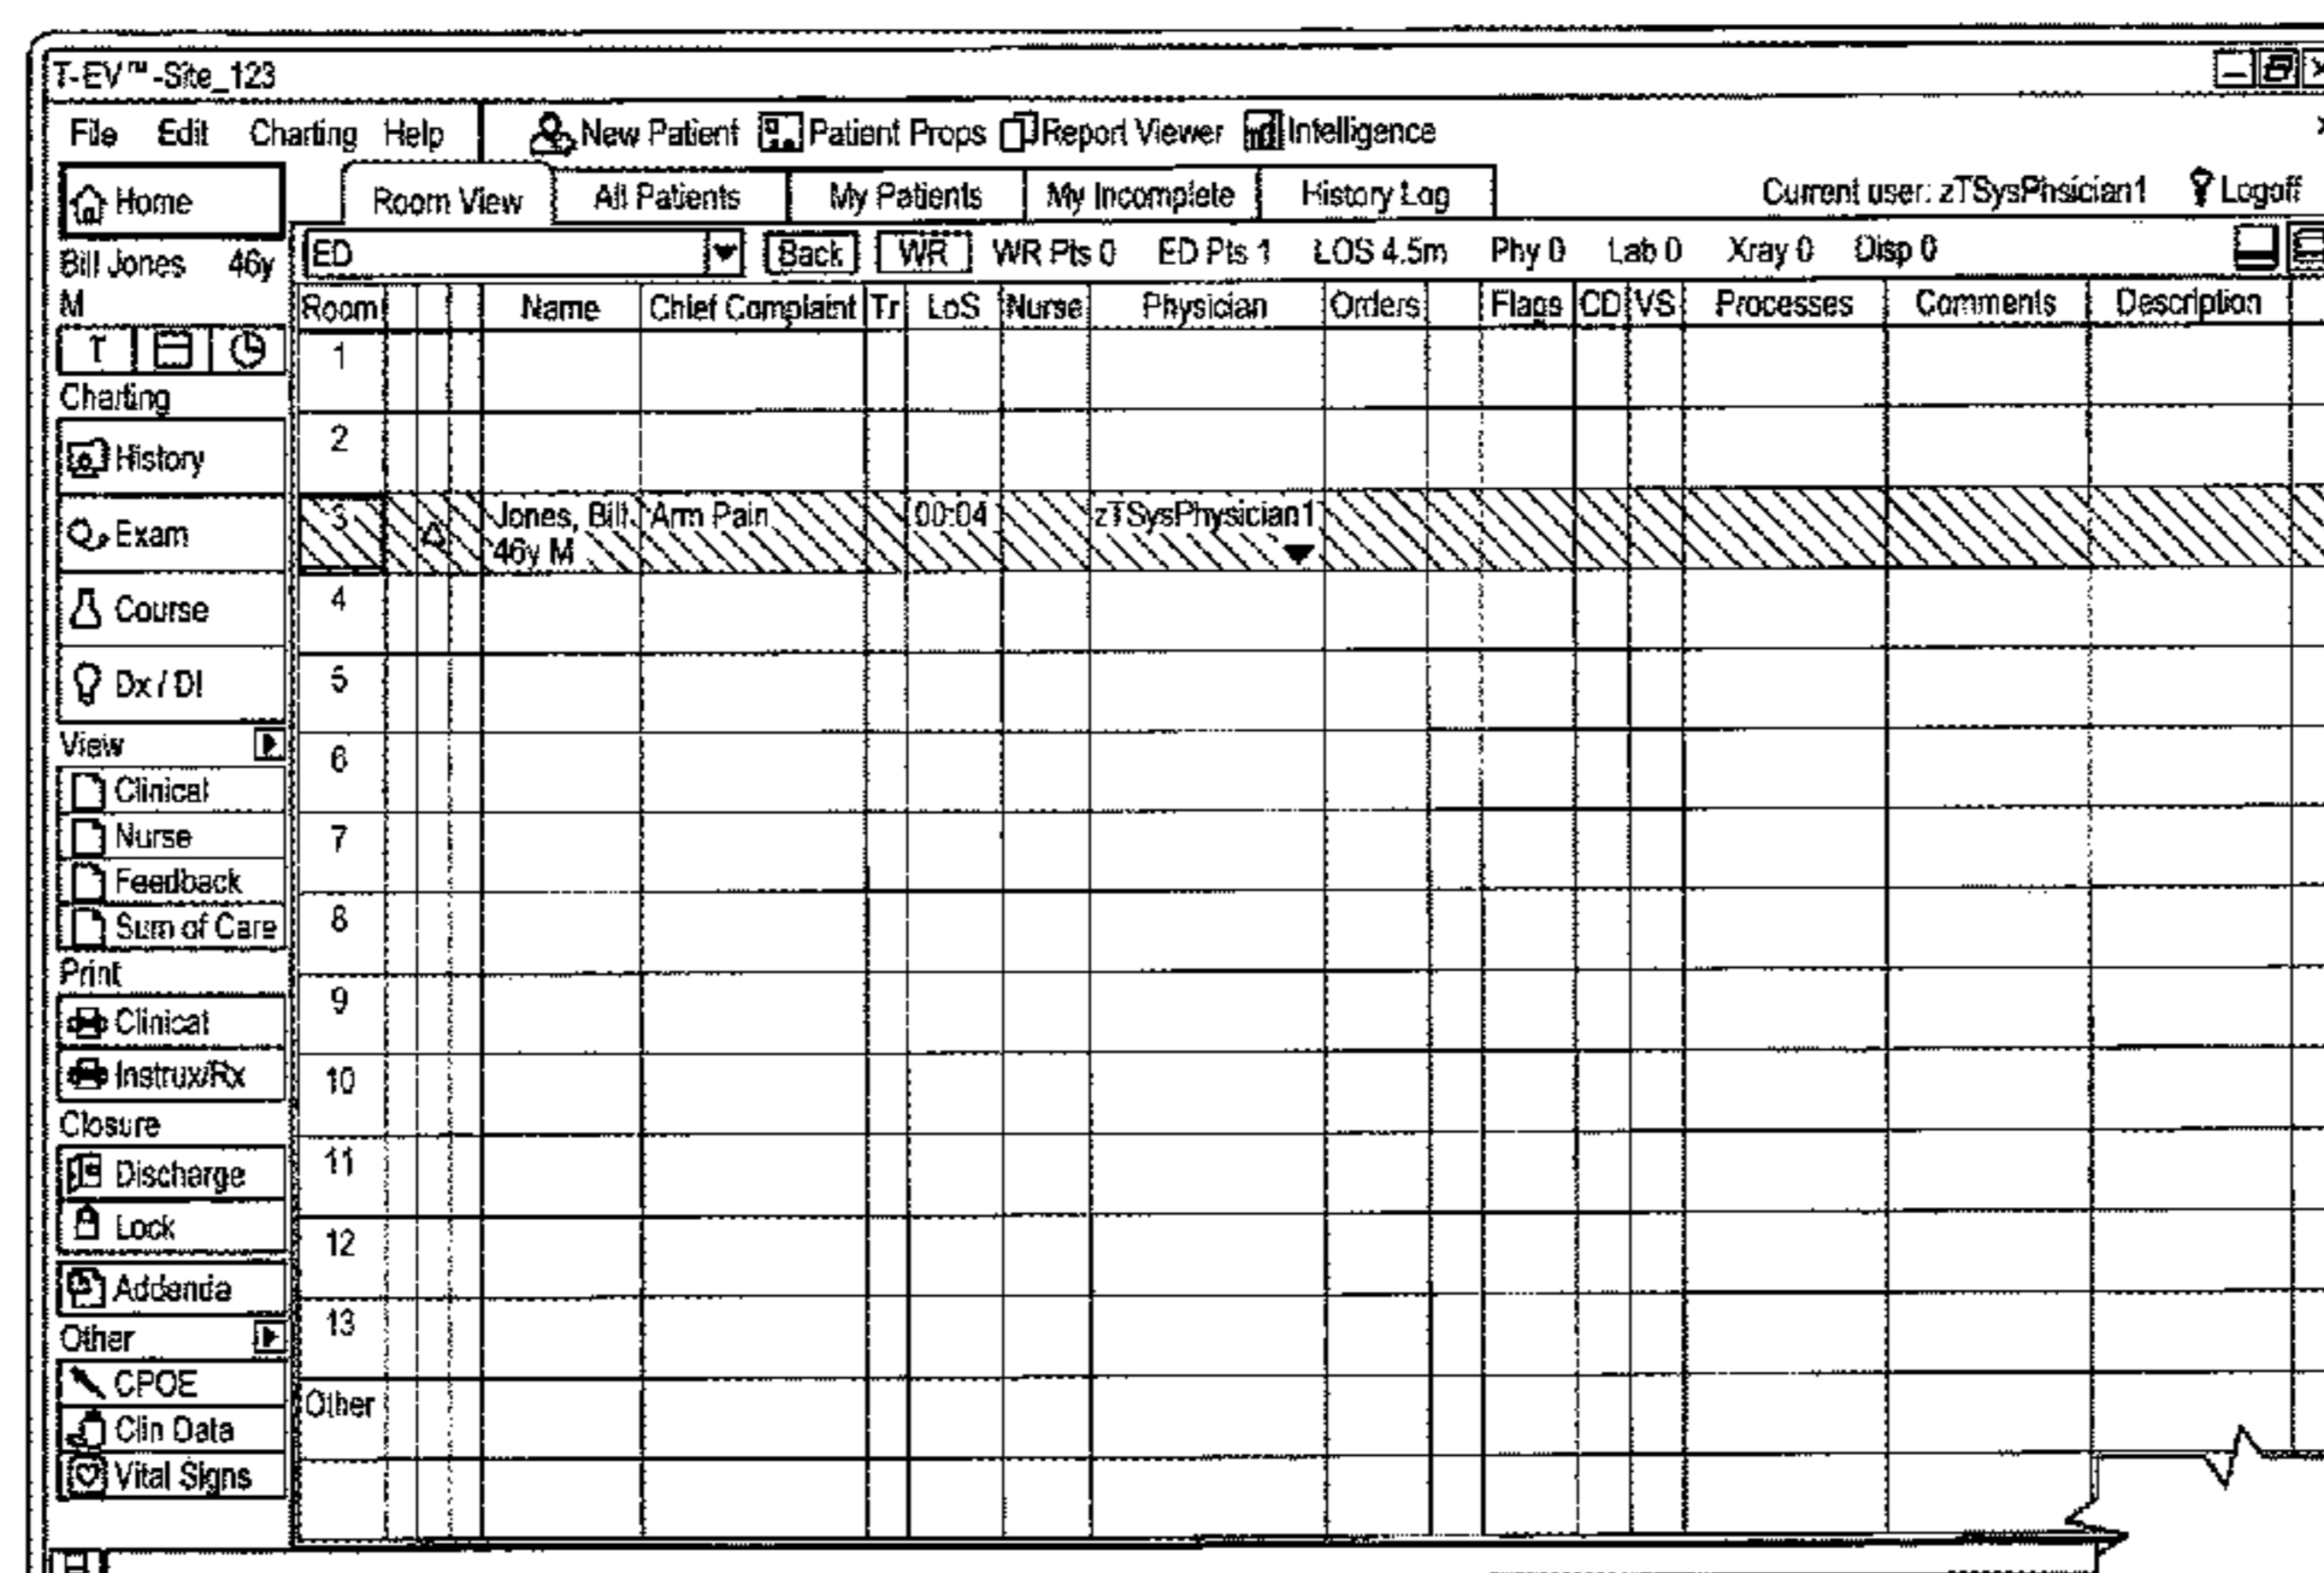 T-EV™-Site_123
File Edit Charting Help New Patient Patient Props Report Viewer Intelligence
Home Room View All Patients My Patients My Incomplete History Log Current user: zTSysPhsician1 Logoff
Bill Jones 46y ED Back WR WR Pts 0 ED Pts 1 LOS 4.5m Phy 0 Lab 0 Xray 0 Disp 0
M Room Name Chief Complaint Tr LoS Nurse Physician Orders Flags CD VS Processes Comments Description
T 1
Charting
History 2
Exam 3 Jones, Bill Arm Pain 00:04 zTSysPhysician1
46y M
Course 4
Dx / DI 5
View 6
Clinical
Nurse 7
Feedback
Sum of Care 8
Print
Clinical 9
Instrux/Rx 10
Closure
Discharge 11
Lock 12
Addenda
Other 13
CPOE Other
Clin Data
Vital Signs